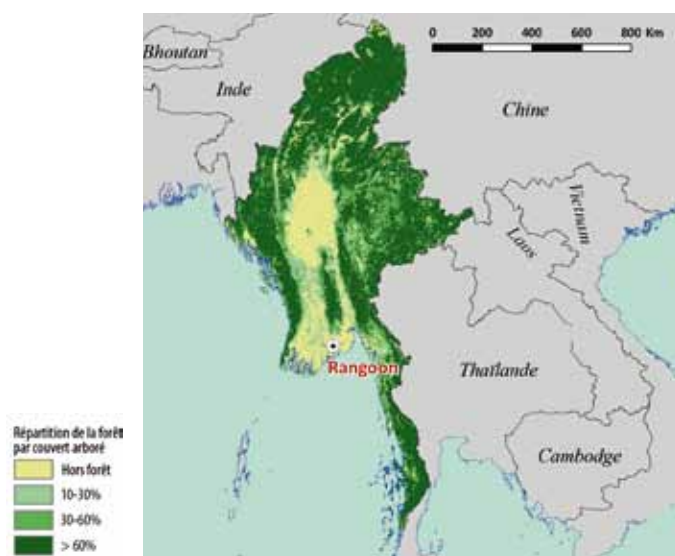 0 200 400 600 800 Km
Bhoutan
Inde
Chine
Vietnam
Laos
Rangoon
Thaïlande
Cambodge
Répartition de la forêt
par couvert arboré
Hors forêt
10-30%
30-60%
> 60%